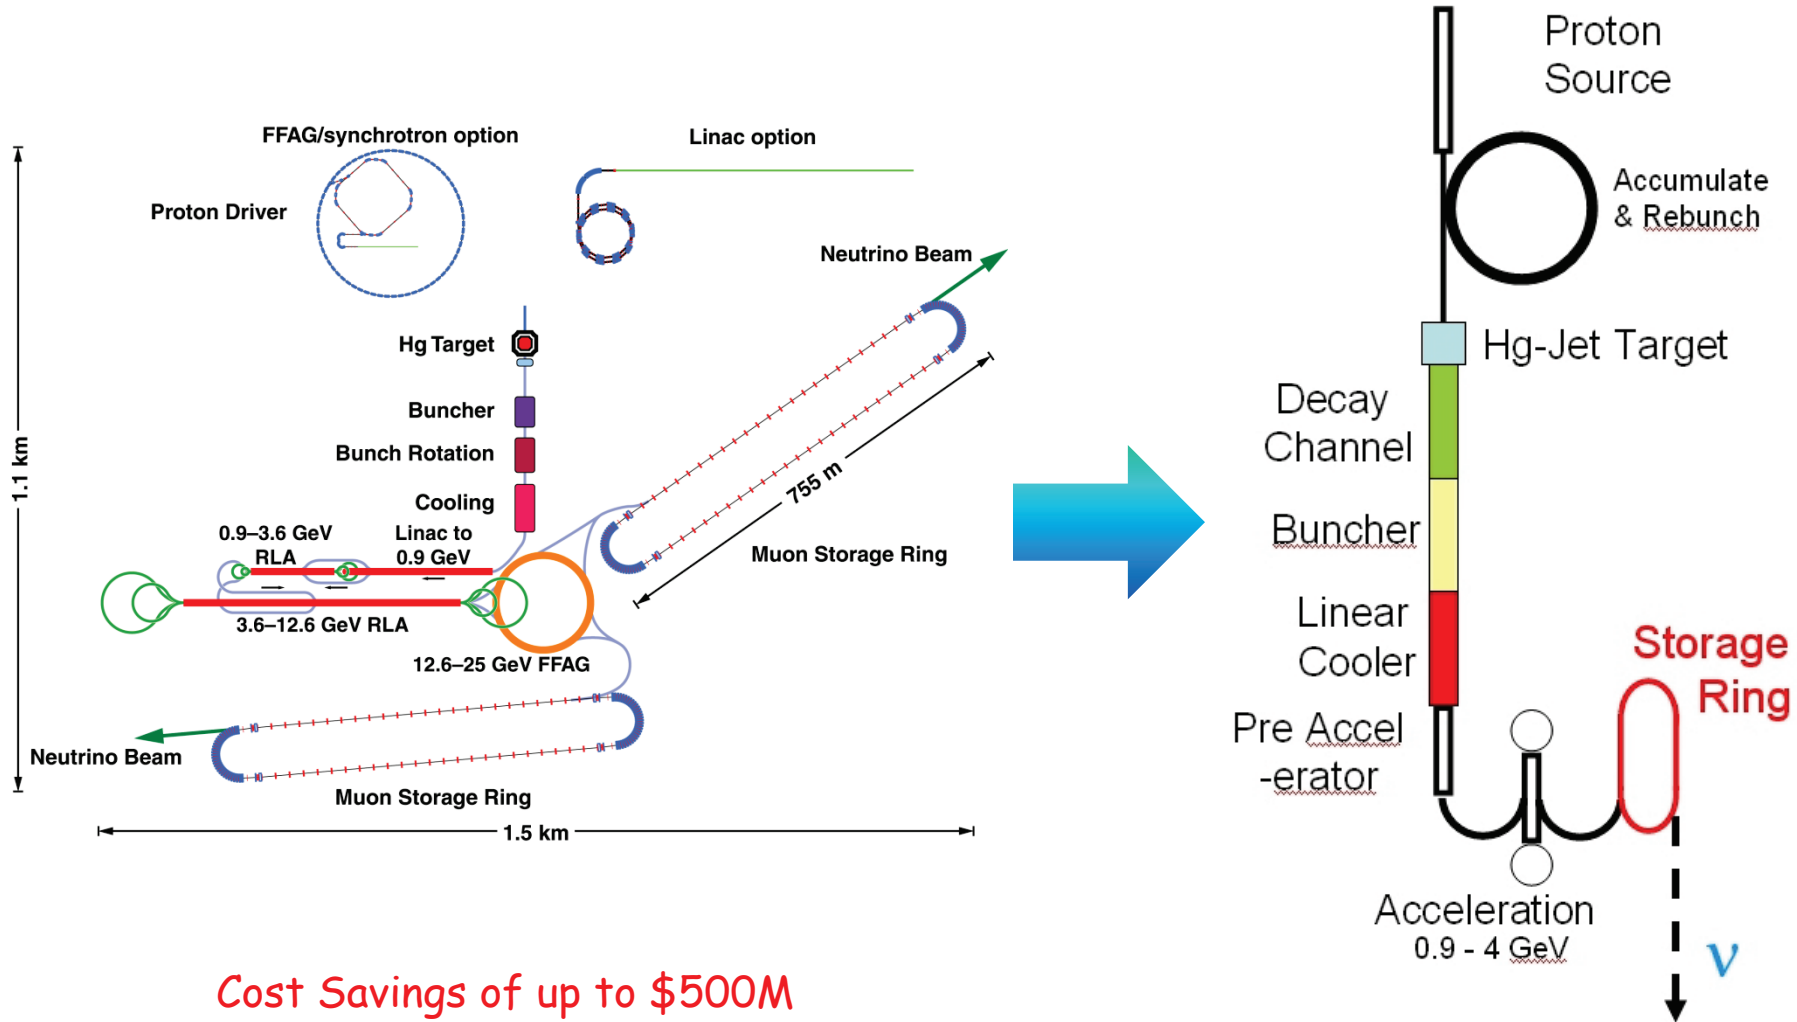 FFAG/synchrotron option
Linac option
Proton Driver
Neutrino Beam
Hg Target
Buncher
Bunch Rotation
Cooling
1.1 km
755 m
0.9–3.6 GeV
RLA
Linac to
0.9 GeV
Muon Storage Ring
3.6–12.6 GeV RLA
12.6–25 GeV FFAG
Neutrino Beam
Muon Storage Ring
1.5 km
Cost Savings of up to $500M
Proton
Source
Accumulate
& Rebunch
Hg-Jet Target
Decay
Channel
Buncher
Linear
Cooler
Storage
Ring
Pre Accel
-erator
Acceleration
0.9 - 4 GeV
ν